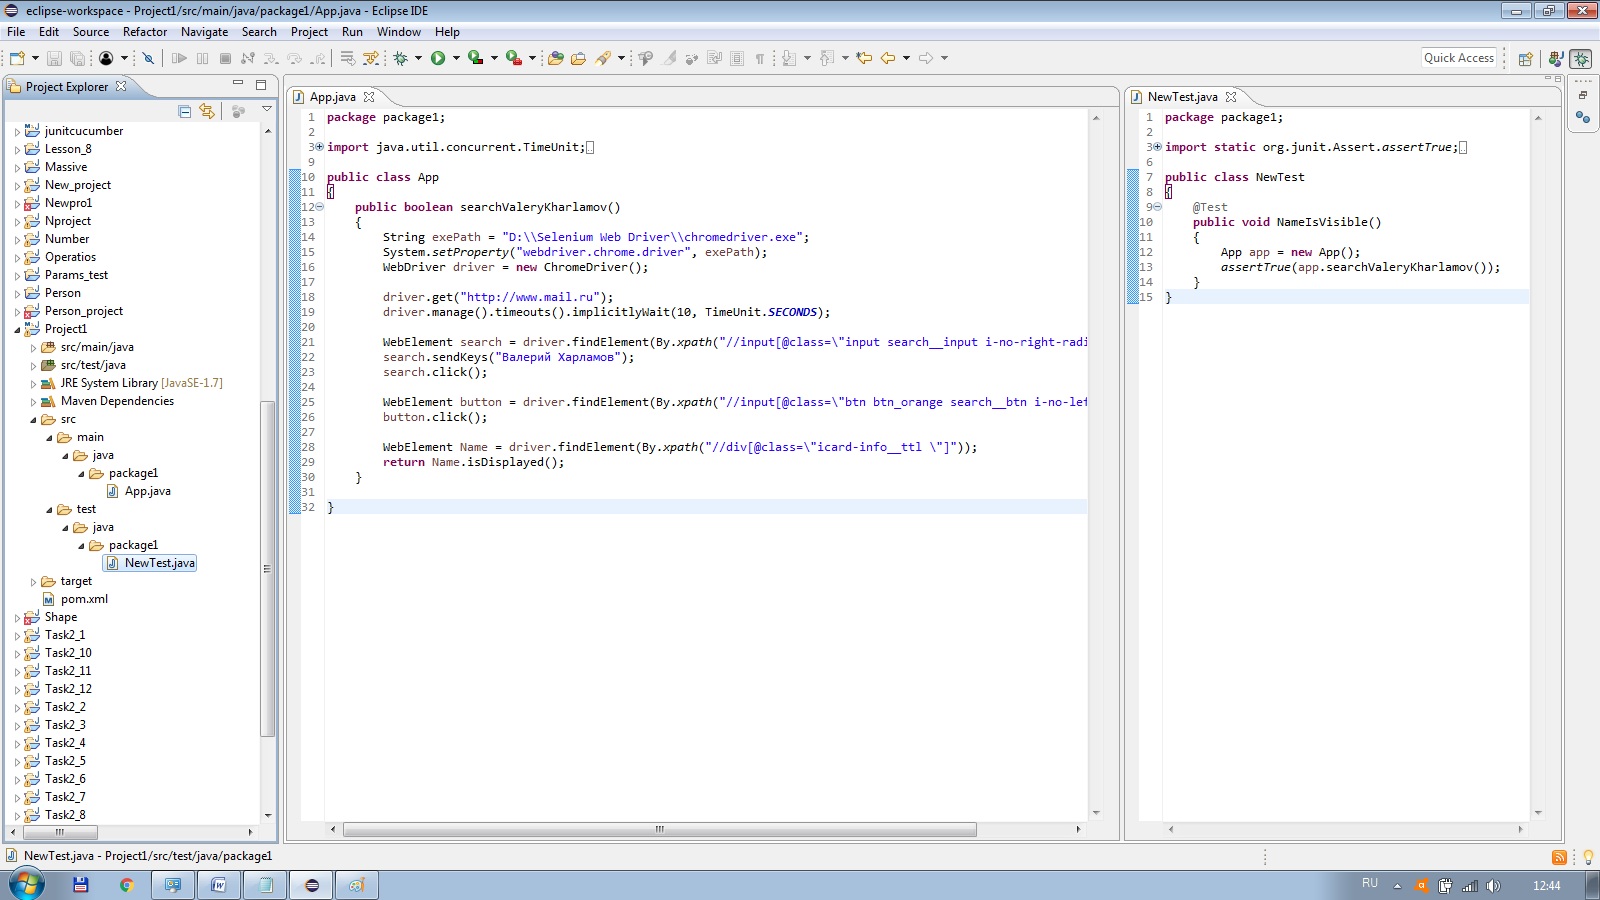 eclipse-workspace - Project1/src/main/java/package1/App.java - Eclipse IDE
File Edit Source Refactor Navigate Search Project Run Window Help
Quick Access
Project Explorer
junitcucumber
Lesson_8
Massive
New_project
Newpro1
Nproject
Number
Operatios
Params_test
Person
Person_project
Project1
src/main/java
src/test/java
JRE System Library [JavaSE-1.7]
Maven Dependencies
src
main
java
package1
App.java
test
java
package1
NewTest.java
target
pom.xml
Shape
Task2_1
Task2_10
Task2_11
Task2_12
Task2_2
Task2_3
Task2_4
Task2_5
Task2_6
Task2_7
Task2_8
App.java
1 package package1;
2
3 import java.util.concurrent.TimeUnit;
9
10 public class App
11 {
12 public boolean searchValeryKharlamov()
13 {
14 String exePath = "D:\\Selenium Web Driver\\chromedriver.exe";
15 System.setProperty("webdriver.chrome.driver", exePath);
16 WebDriver driver = new ChromeDriver();
17
18 driver.get("http://www.mail.ru");
19 driver.manage().timeouts().implicitlyWait(10, TimeUnit.SECONDS);
20
21 WebElement search = driver.findElement(By.xpath("//input[@class=\"input search__input i-no-right-radi
22 search.sendKeys("Валерий Харламов");
23 search.click();
24
25 WebElement button = driver.findElement(By.xpath("//input[@class=\"btn btn_orange search__btn i-no-lef
26 button.click();
27
28 WebElement Name = driver.findElement(By.xpath("//div[@class=\"icard-info__ttl \"]"));
29 return Name.isDisplayed();
30 }
31
32 }
NewTest.java
1 package package1;
2
3 import static org.junit.Assert.assertTrue;
6
7 public class NewTest
8 {
9 @Test
10 public void NameIsVisible()
11 {
12 App app = new App();
13 assertTrue(app.searchValeryKharlamov());
14 }
15 }
NewTest.java - Project1/src/test/java/package1
RU
12:44